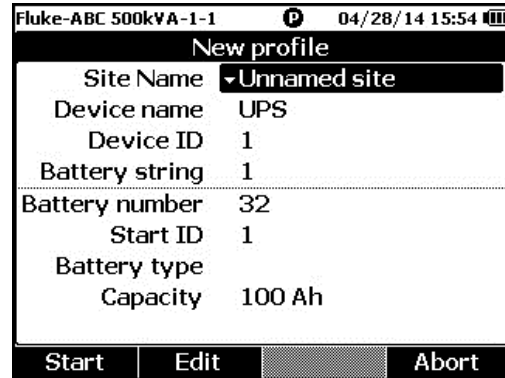 Fluke-ABC 500kVA-1-1 P 04/28/14 15:54
New profile
Site Name Unnamed site
Device name UPS
Device ID 1
Battery string 1
Battery number 32
Start ID 1
Battery type
Capacity 100 Ah
Start Edit Abort